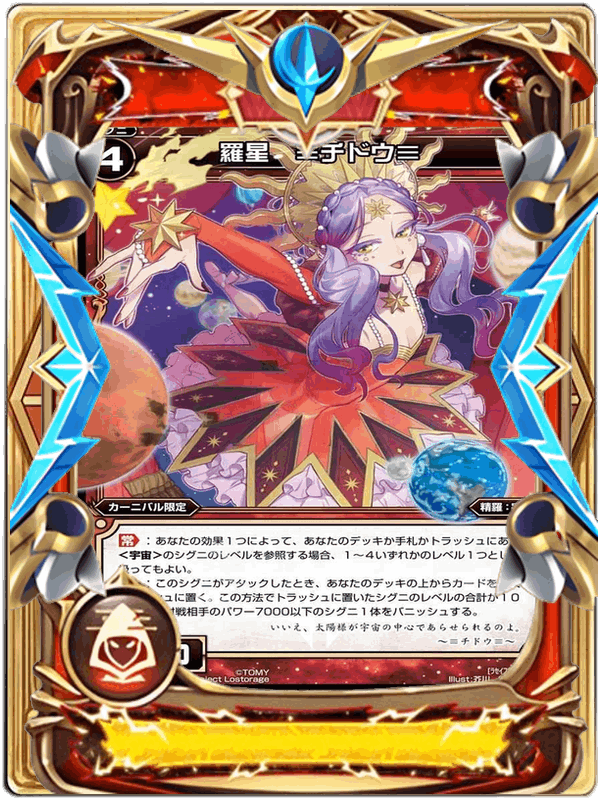 4
羅星 ≡チドウ≡
カーニバル限定
精羅：
常：あなたの効果１つによって、あなたのデッキか手札かトラッシュにあ
＜宇宙＞のシグニのレベルを参照する場合、１〜４いずれかのレベル１つとし
ってもよい。
：このシグニがアタックしたとき、あなたのデッキの上からカードを
シュに置く。この方法でトラッシュに置いたシグニのレベルの合計が１０
戦相手のパワー7000以下のシグニ１体をバニッシュする。
いいえ、太陽様が宇宙の中心であらせられるのよ。
〜≡チドウ≡〜
0
©TOMY
ject Lostorage
Illust:芥川